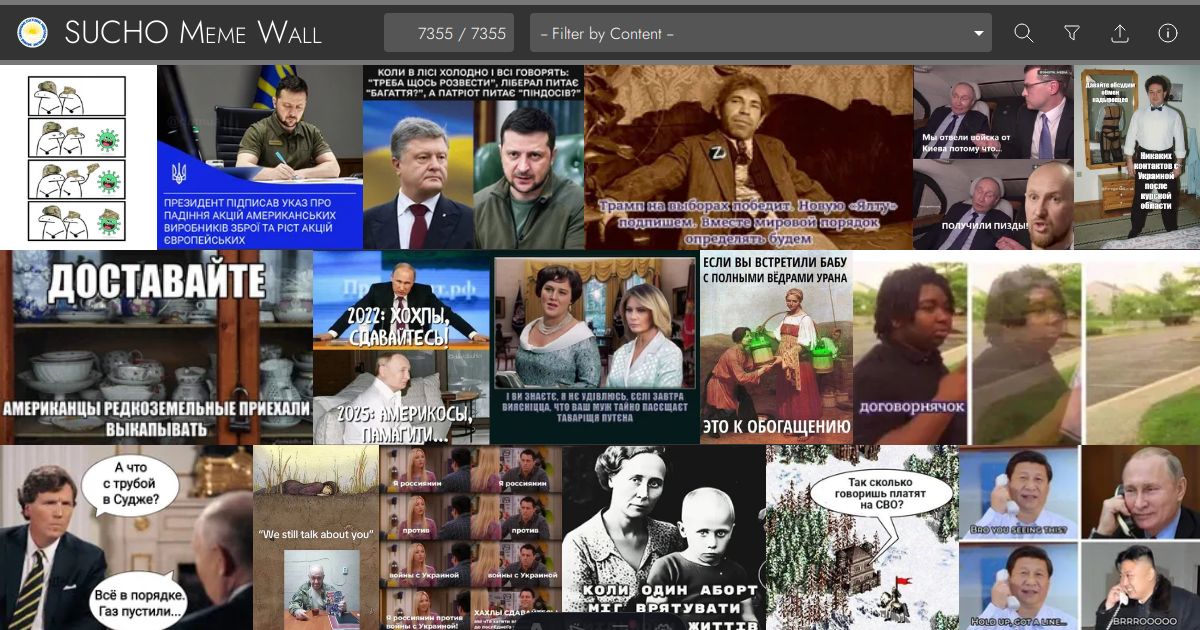 SUCHO Meme Wall
7355 / 7355
-- Filter by Content --
ПРЕЗИДЕНТ ПІДПИСАВ УКАЗ ПРО
ПАДІННЯ АКЦІЙ АМЕРИКАНСЬКИХ
ВИРОБНИКІВ ЗБРОЇ ТА РІСТ АКЦІЙ
ЄВРОПЕЙСЬКИХ
КОЛИ В ЛІСІ ХОЛОДНО І ВСІ ГОВОРЯТЬ:
"ТРЕБА ЩОСЬ РОЗВЕСТИ", ЛІБЕРАЛ ПИТАЄ
"БАГАТТЯ?", А ПАТРІОТ ПИТАЄ "ПІНДОСІВ?"
Z
Трамп на выборах победит. Новую «Ялту»
подпишем. Вместе мировой порядок
определять будем
Мы отвели войска от
Киева потому что...
ПОЛУЧИЛИ ПИЗДЫ!
Давайте обсудим
обмен
надыровцев
Никаких
контактов с
Украиной
после
курской
области
ДОСТАВАЙТЕ
АМЕРИКАНЦЫ РЕДКОЗЕМЕЛЬНЫЕ ПРИЕХАЛИ
ВЫКАПЫВАТЬ
2022: ХОХЛЫ,
СДАВАЙТЕСЬ!
2025: АМЕРИКОСЫ,
ПАМАГИТИ...
І ВИ ЗНАЄТЕ, Я НЄ УДІВЛЮСЬ, ЄСЛІ ЗАВТРА
ВИЯСНІЦЦА, ЧТО ВАШ МУЖ ТАЙНО ПАСЄЩАЄТ
ТАВАРІЩА ПУТЄНА
ЕСЛИ ВЫ ВСТРЕТИЛИ БАБУ
С ПОЛНЫМИ ВЁДРАМИ УРАНА
ЭТО К ОБОГАЩЕНИЮ
договорнячок
А что
с трубой
в Судже?
Всё в порядке.
Газ пустили...
"We still talk about you"
Я россиянин
Я россиянин
против
против
войны с Украиной
войны с Украиной
Я россиянин против
войны с Украиной!
КОЛИ ОДИН АБОРТ
МІГ ВРЯТУВАТИ
ЖИТТІВ
Так сколько
говоришь платят
на СВО?
BRO YOU SEEING THIS?
HOLD UP, GOT A LINE...
BRRROOOOO